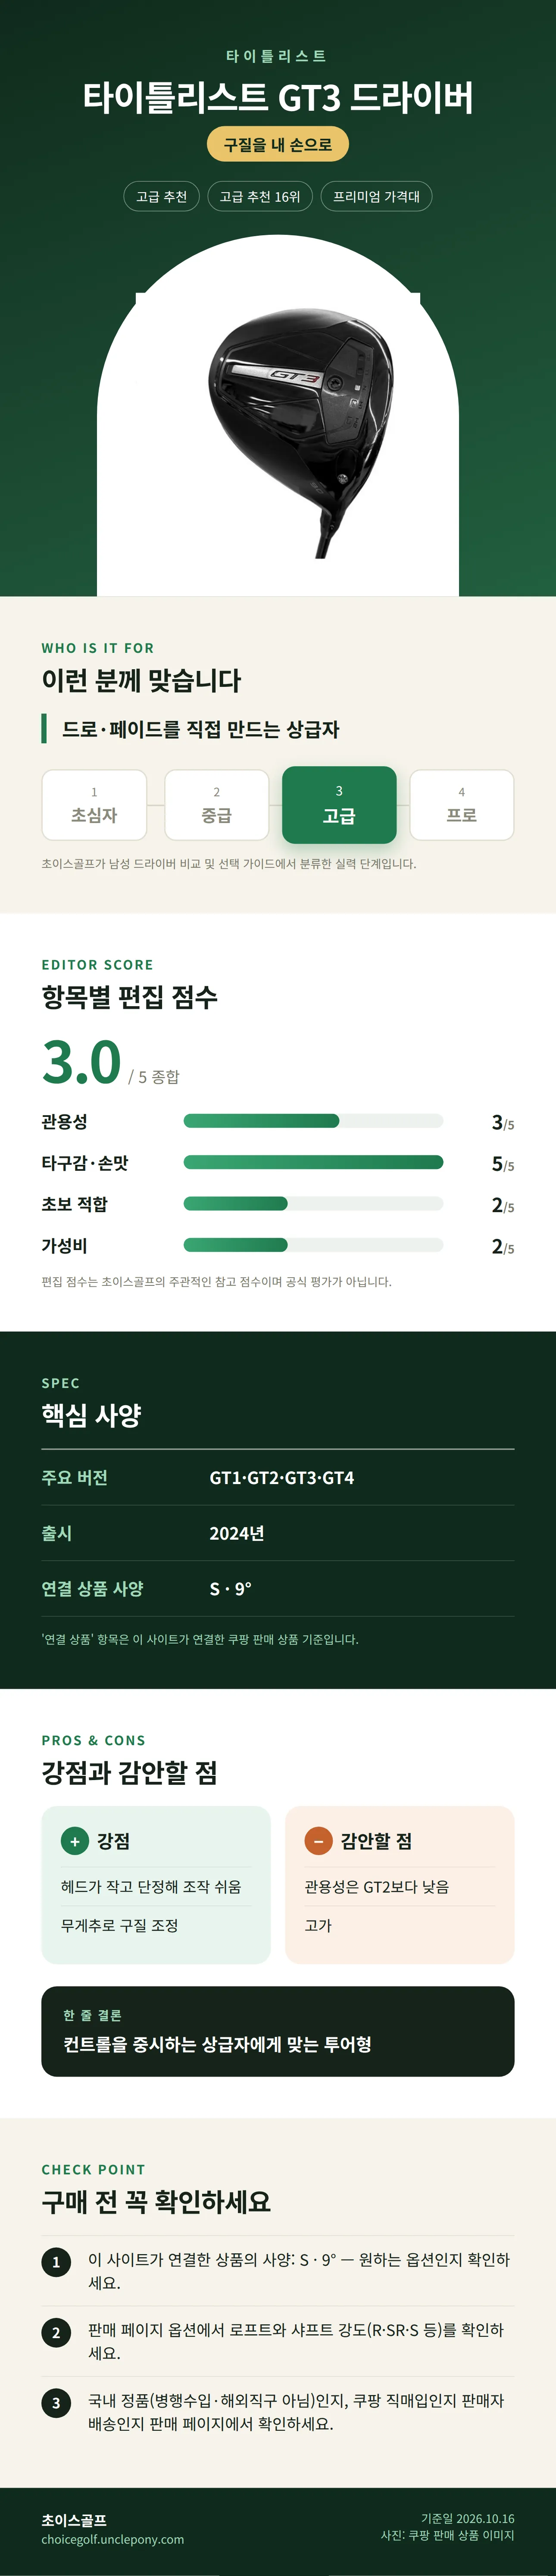 타이틀리스트
타이틀리스트 GT3 드라이버
구질을 내 손으로
고급 추천
고급 추천 16위
프리미엄 가격대
GT3
WHO IS IT FOR
이런 분께 맞습니다
드로·페이드를 직접 만드는 상급자
1
초심자
2
중급
3
고급
4
프로
초이스골프가 남성 드라이버 비교 및 선택 가이드에서 분류한 실력 단계입니다.
EDITOR SCORE
항목별 편집 점수
3.0 / 5 종합
관용성 3/5
타구감·손맛 5/5
초보 적합 2/5
가성비 2/5
편집 점수는 초이스골프의 주관적인 참고 점수이며 공식 평가가 아닙니다.
SPEC
핵심 사양
주요 버전 GT1·GT2·GT3·GT4
출시 2024년
연결 상품 사양 S · 9°
'연결 상품' 항목은 이 사이트가 연결한 쿠팡 판매 상품 기준입니다.
PROS & CONS
강점과 감안할 점
+ 강점
헤드가 작고 단정해 조작 쉬움
무게추로 구질 조정
− 감안할 점
관용성은 GT2보다 낮음
고가
한 줄 결론
컨트롤을 중시하는 상급자에게 맞는 투어형
CHECK POINT
구매 전 꼭 확인하세요
1 이 사이트가 연결한 상품의 사양: S · 9° — 원하는 옵션인지 확인하
세요.
2 판매 페이지 옵션에서 로프트와 샤프트 강도(R·SR·S 등)를 확인하
세요.
3 국내 정품(병행수입·해외직구 아님)인지, 쿠팡 직매입인지 판매자
배송인지 판매 페이지에서 확인하세요.
초이스골프
choicegolf.unclepony.com
기준일 2026.10.16
사진: 쿠팡 판매 상품 이미지